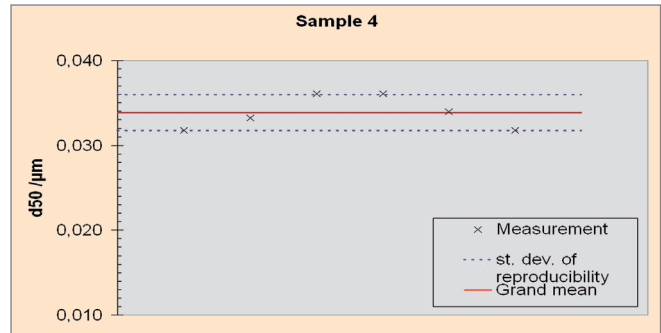 Sample 4
0,040
0,030
0,020
0,010
d50 /µm
Measurement
st. dev. of
reproducibility
Grand mean